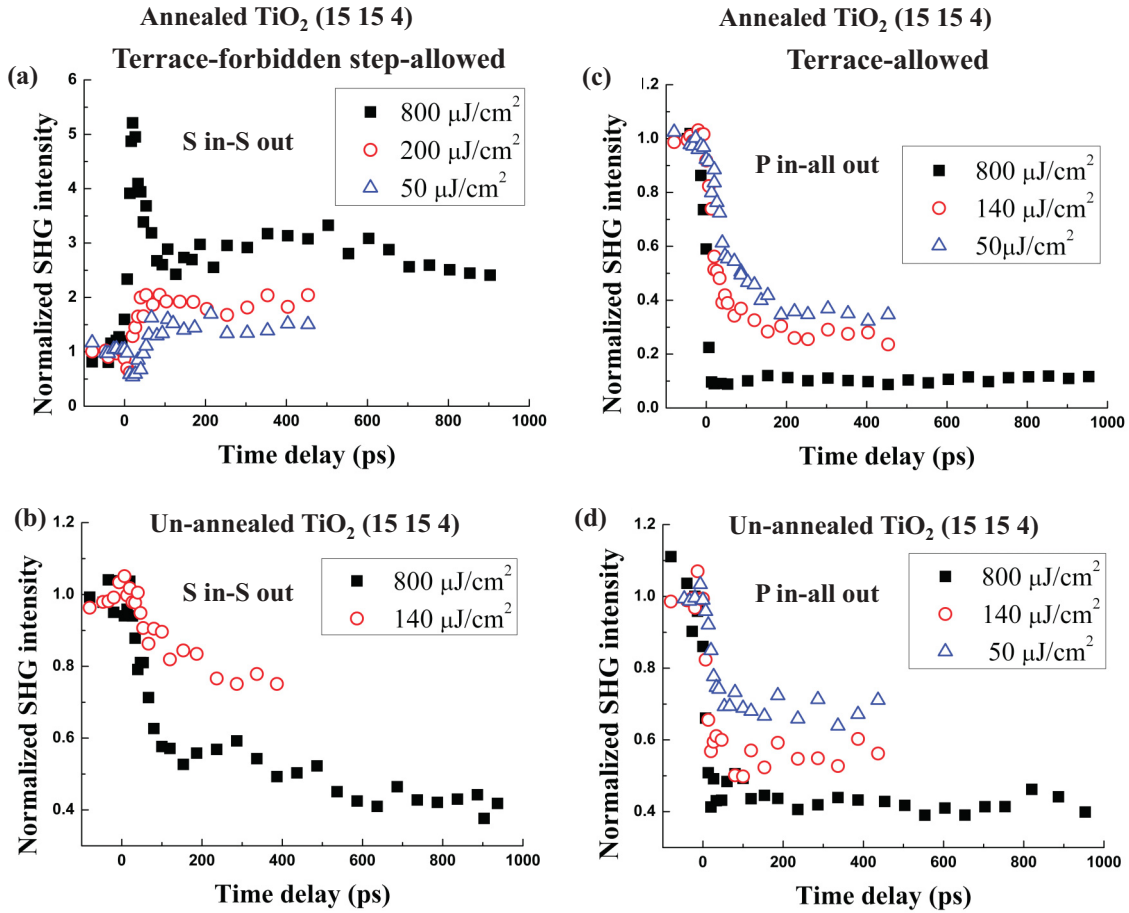 Annealed TiO₂ (15 15 4)
Terrace-forbidden step-allowed
(a)
6
5
4
3
2
1
0
Normalized SHG intensity
S in-S out
800 μJ/cm²
200 μJ/cm²
50 μJ/cm²
0 200 400 600 800 1000
Time delay (ps)
Annealed TiO₂ (15 15 4)
Terrace-allowed
(c)
1.2
1.0
0.8
0.6
0.4
0.2
0.0
Normalized SHG intensity
P in-all out
800 μJ/cm²
140 μJ/cm²
50μJ/cm²
0 200 400 600 800 1000
Time delay (ps)
(b)
Un-annealed TiO₂ (15 15 4)
1.2
1.0
0.8
0.6
0.4
Normalized SHG intensity
S in-S out
800 μJ/cm²
140 μJ/cm²
0 200 400 600 800 1000
Time delay (ps)
(d)
Un-annealed TiO₂ (15 15 4)
1.2
1.0
0.8
0.6
0.4
Normalized SHG intensity
P in-all out
800 μJ/cm²
140 μJ/cm²
50 μJ/cm²
0 200 400 600 800 1000
Time delay (ps)